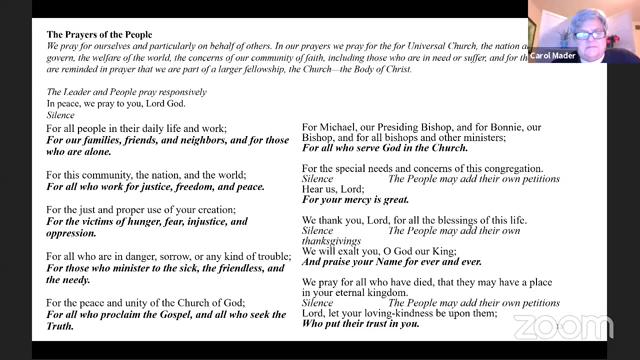 The Prayers of the People
We pray for ourselves and particularly on behalf of others. In our prayers we pray for the for Universal Church, the nation
govern, the welfare of the world, the concerns of our community of faith, including those who are in need or suffer, and for
are reminded in prayer that we are part of a larger fellowship, the Church—the Body of Christ.
The Leader and People pray responsively
In peace, we pray to you, Lord God.
Silence
For all people in their daily life and work;
For our families, friends, and neighbors, and for those
who are alone.
For this community, the nation, and the world;
For all who work for justice, freedom, and peace.
For the just and proper use of your creation;
For the victims of hunger, fear, injustice, and
oppression.
For all who are in danger, sorrow, or any kind of trouble;
For those who minister to the sick, the friendless, and
the needy.
For the peace and unity of the Church of God;
For all who proclaim the Gospel, and all who seek the
Truth.
For Michael, our Presiding Bishop, and for Bonnie, our
Bishop, and for all bishops and other ministers;
For all who serve God in the Church.
For the special needs and concerns of this congregation.
Silence The People may add their own petitions
Hear us, Lord;
For your mercy is great.
We thank you, Lord, for all the blessings of this life.
Silence The People may add their own
thanksgivings
We will exalt you, O God our King;
And praise your Name for ever and ever.
We pray for all who have died, that they may have a place
in your eternal kingdom.
Silence The People may add their own petitions
Lord, let your loving-kindness be upon them;
Who put their trust in you.
Carol Mader
zoom